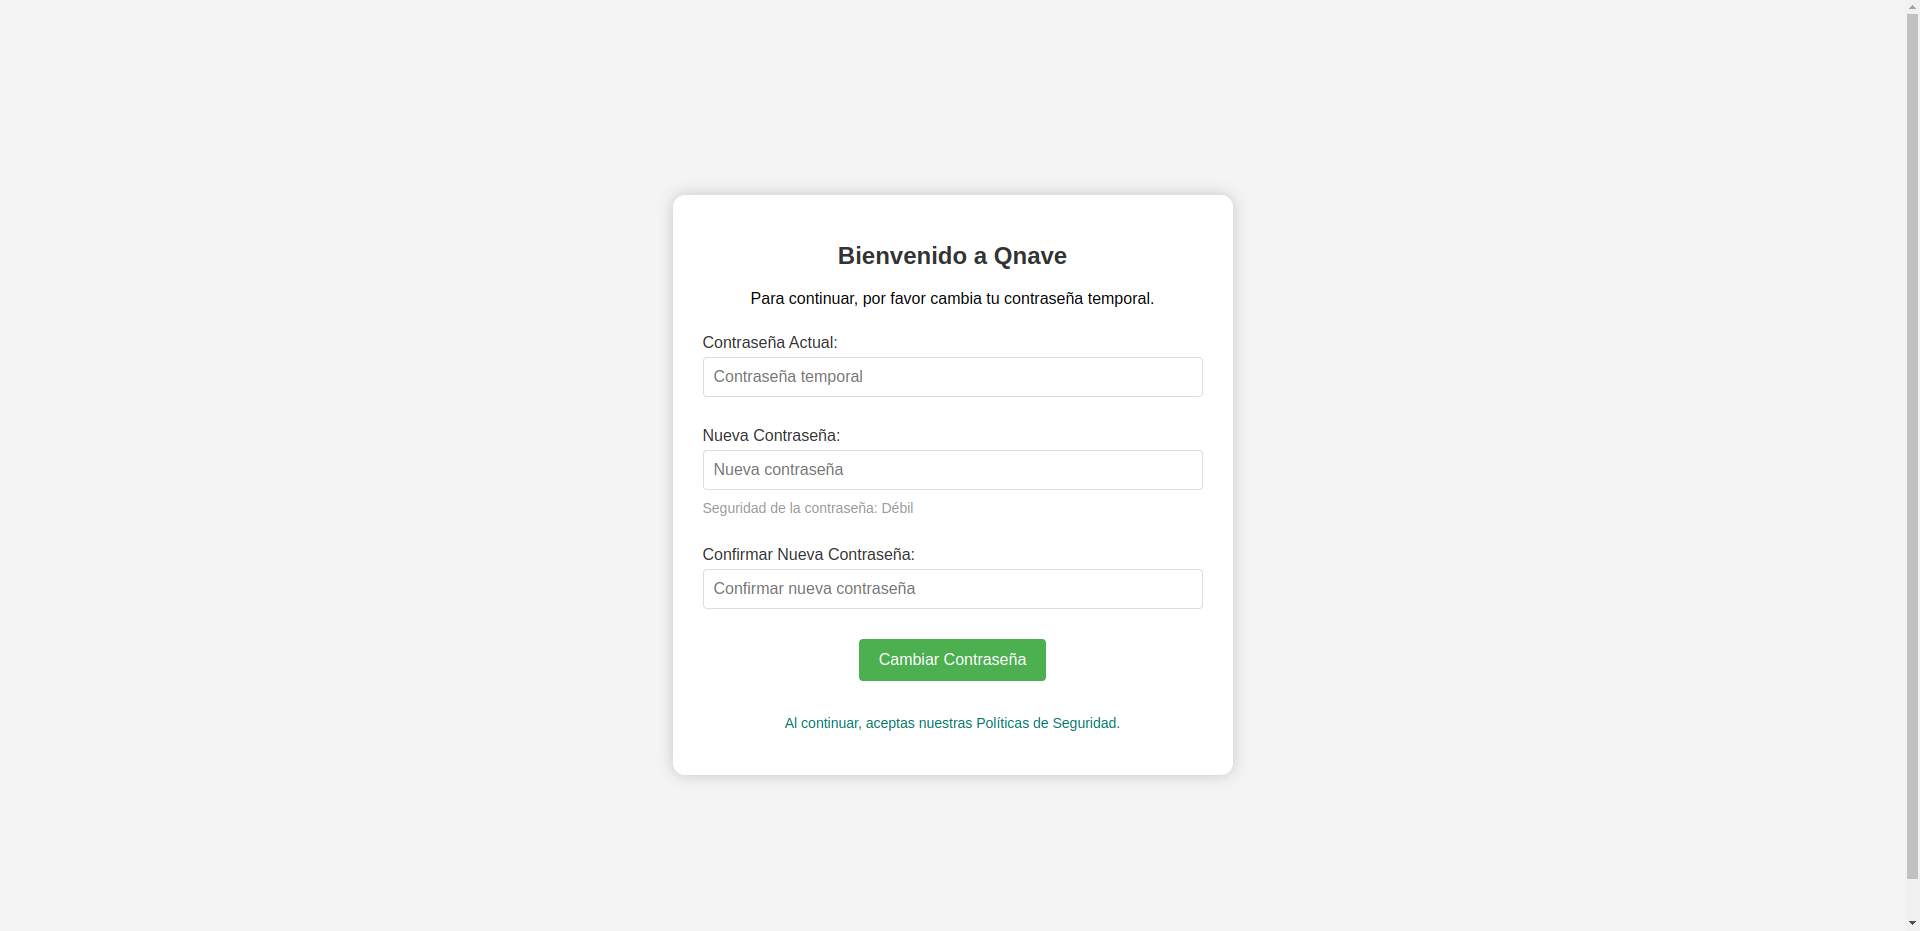 Bienvenido a Qnave
Para continuar, por favor cambia tu contraseña temporal.
Contraseña Actual:
Contraseña temporal
Nueva Contraseña:
Nueva contraseña
Seguridad de la contraseña: Débil
Confirmar Nueva Contraseña:
Confirmar nueva contraseña
Cambiar Contraseña
Al continuar, aceptas nuestras Políticas de Seguridad.